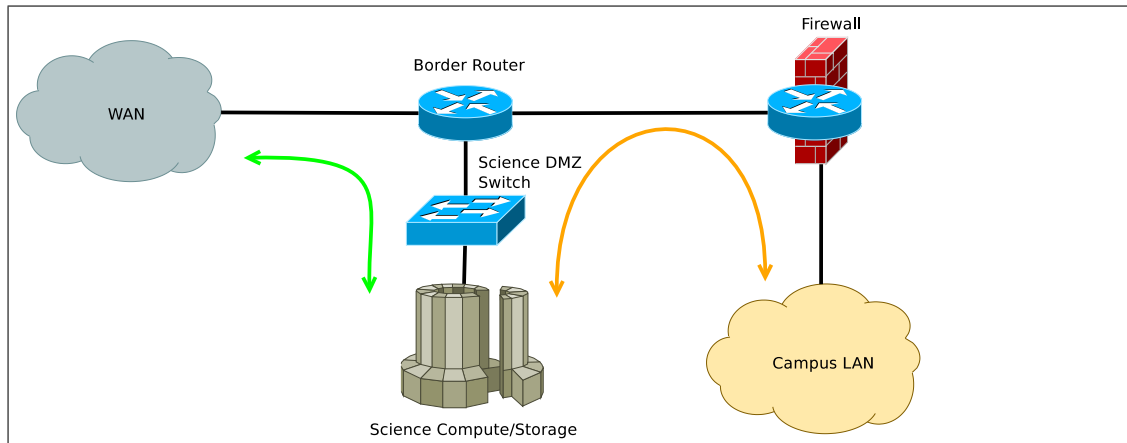 Firewall
Border Router
WAN
Science DMZ
Switch
Campus LAN
Science Compute/Storage